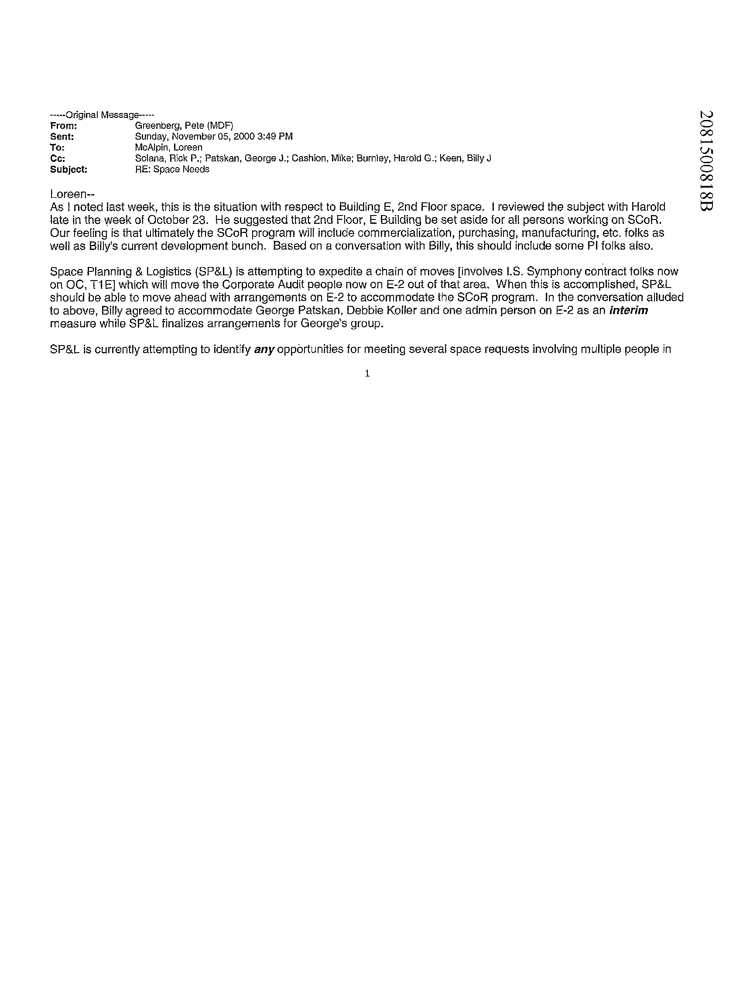 -----Original Message-----
From: Greenberg, Pete (MDF)
Sent: Sunday, November 05, 2000 3:49 PM
To: McAlpin, Loreen
Cc: Solana, Rick P.; Patskan, George J.; Cashion, Mike; Burnley, Harold G.; Keen, Billy J
Subject: RE: Space Needs
Loreen--
As I noted last week, this is the situation with respect to Building E, 2nd Floor space. I reviewed the subject with Harold
late in the week of October 23. He suggested that 2nd Floor, E Building be set aside for all persons working on SCoR.
Our feeling is that ultimately the SCoR program will include commercialization, purchasing, manufacturing, etc. folks as
well as Billy's current development bunch. Based on a conversation with Billy, this should include some PI folks also.
Space Planning & Logistics (SP&L) is attempting to expedite a chain of moves [involves I.S. Symphony contract folks now
on OC, T1E] which will move the Corporate Audit people now on E-2 out of that area. When this is accomplished, SP&L
should be able to move ahead with arrangements on E-2 to accommodate the SCoR program. In the conversation alluded
to above, Billy agreed to accommodate George Patskan, Debbie Koller and one admin person on E-2 as an interim
measure while SP&L finalizes arrangements for George's group.
SP&L is currently attempting to identify any opportunities for meeting several space requests involving multiple people in
1
2081500818B